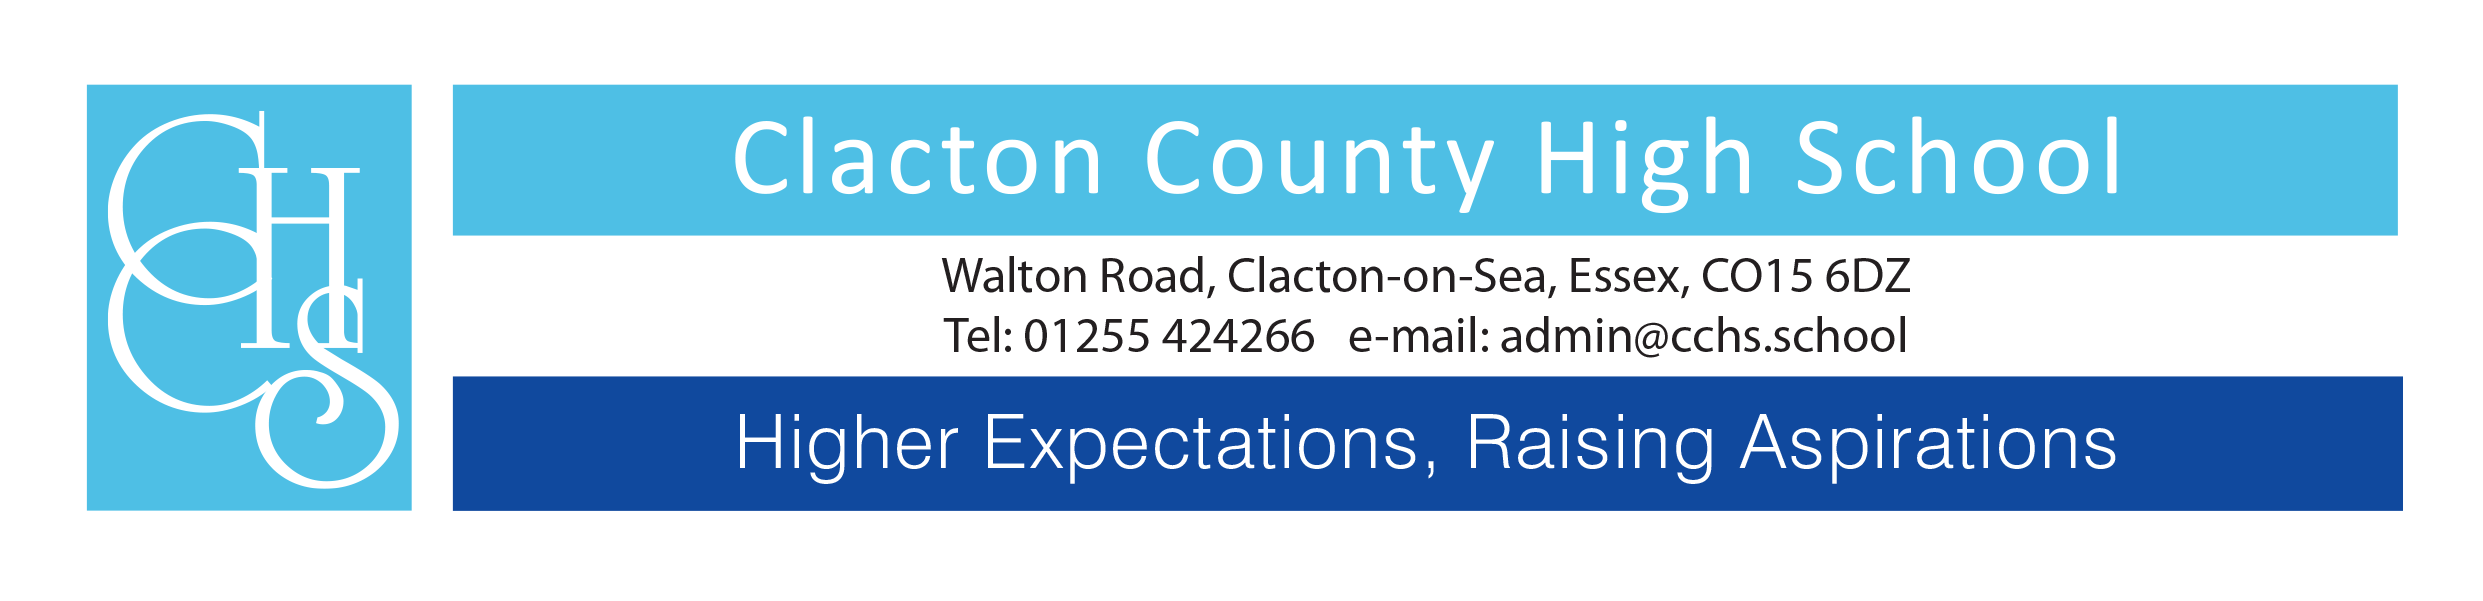 CCHS
Clacton County High School
Walton Road, Clacton-on-Sea, Essex, CO15 6DZ
Tel: 01255 424266 e-mail: admin@cchs.school
Higher Expectations, Raising Aspirations